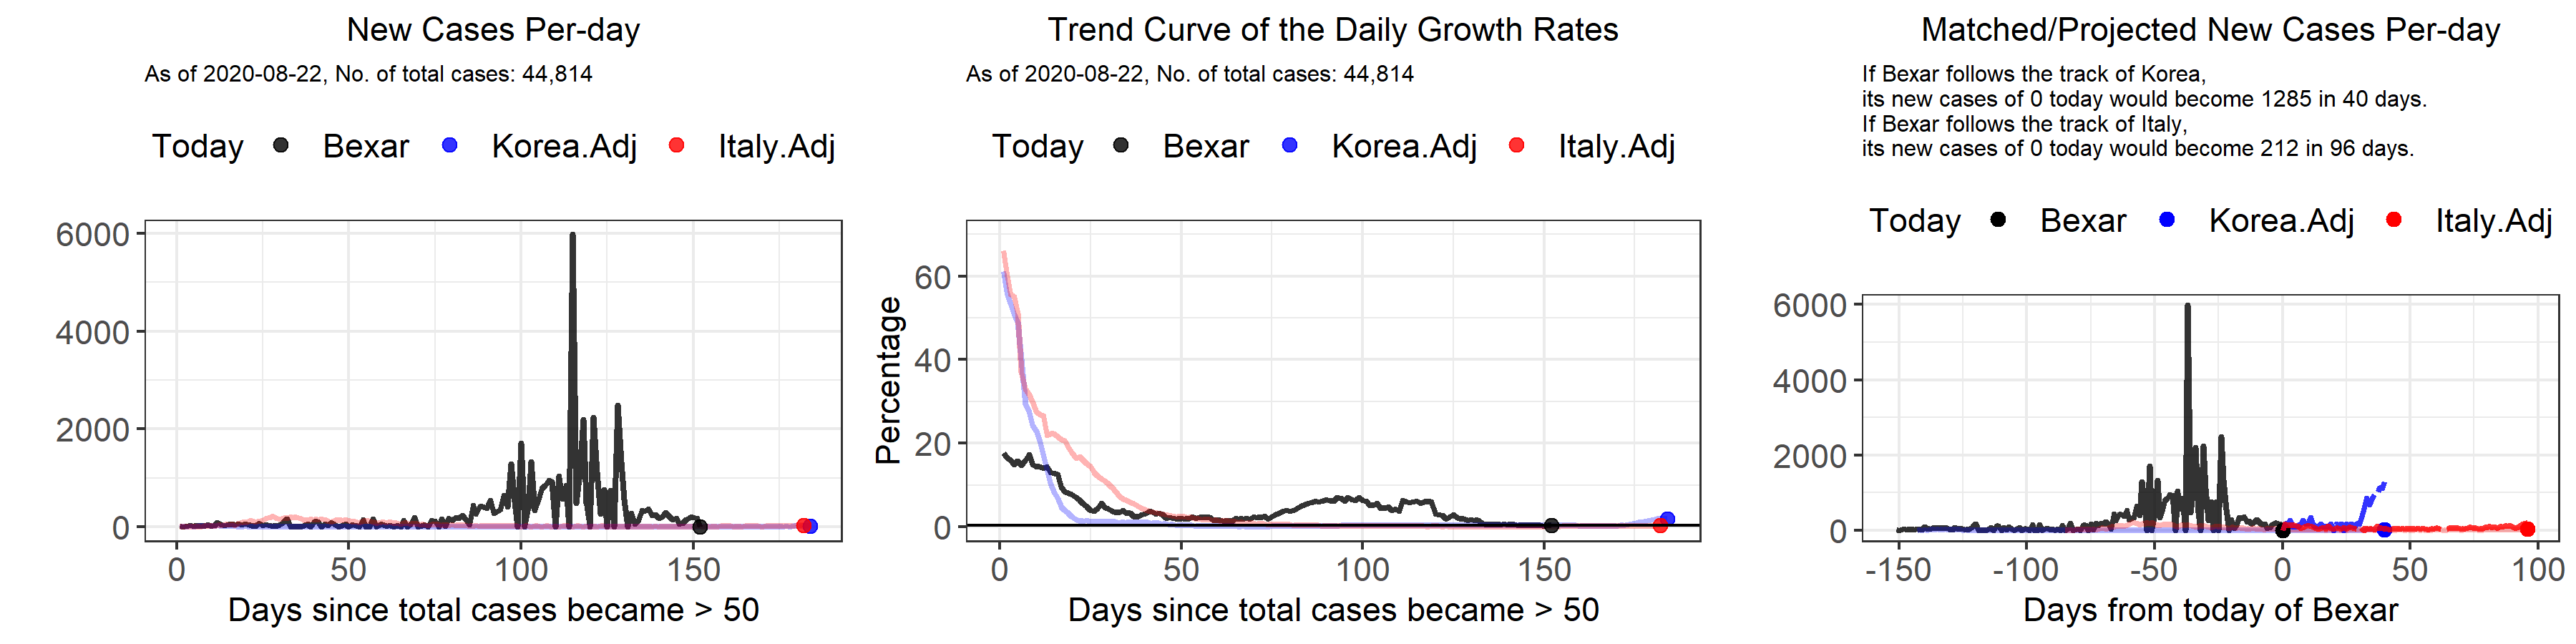 New Cases Per-day
As of 2020-08-22, No. of total cases: 44,814
Today Bexar Korea.Adj Italy.Adj
6000
4000
2000
0
0 50 100 150
Days since total cases became > 50
Trend Curve of the Daily Growth Rates
As of 2020-08-22, No. of total cases: 44,814
Today Bexar Korea.Adj Italy.Adj
Percentage
60
40
20
0
0 50 100 150
Days since total cases became > 50
Matched/Projected New Cases Per-day
If Bexar follows the track of Korea,
its new cases of 0 today would become 1285 in 40 days.
If Bexar follows the track of Italy,
its new cases of 0 today would become 212 in 96 days.
Today Bexar Korea.Adj Italy.Adj
6000
4000
2000
0
-150 -100 -50 0 50 100
Days from today of Bexar